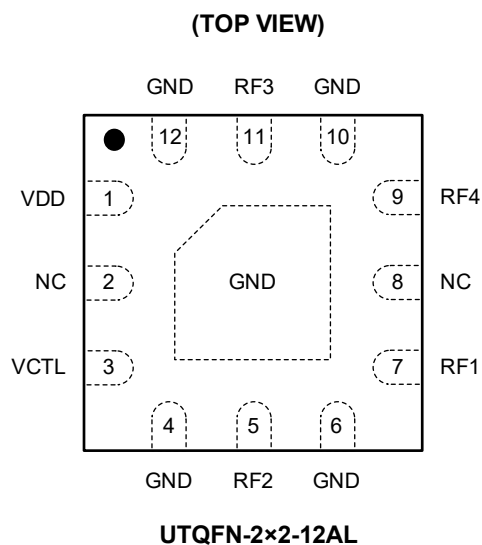 (TOP VIEW)
GND RF3 GND
12 11 10
VDD 1 9 RF4
NC 2 GND 8 NC
VCTL 3 7 RF1
4 5 6
GND RF2 GND
UTQFN-2×2-12AL